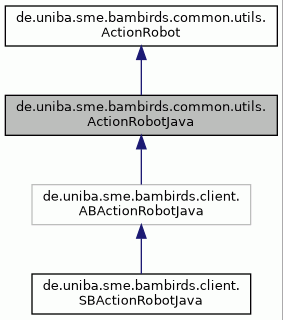 de.uniba.sme.bambirds.common.utils.
ActionRobot
de.uniba.sme.bambirds.common.utils.
ActionRobotJava
de.uniba.sme.bambirds.client.
ABActionRobotJava
de.uniba.sme.bambirds.client.
SBActionRobotJava